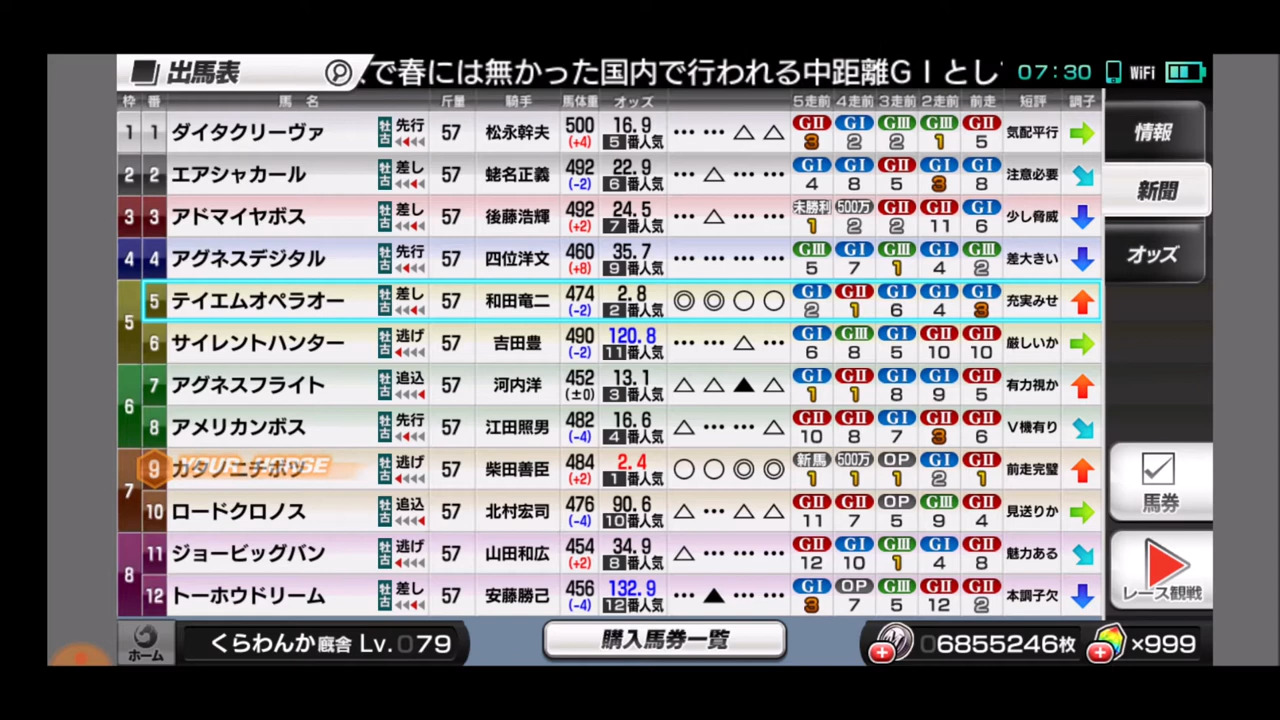 出馬表 で春には無かった国内で行われる中距離GⅠとし 07:30 WiFi
枠 番 馬名 斤量 騎手 馬体重 オッズ 5走前 4走前 3走前 2走前 前走 短評 調子
1 1 ダイタクリーヴァ 牡古 先行 57 松永幹夫 500 (+4) 16.9 5番人気 … … △ △ GⅡ 3 GⅠ 2 GⅢ 2 GⅢ 1 GⅡ 5 気配平行
2 2 エアシャカール 牡古 差し 57 蛯名正義 492 (-2) 22.9 6番人気 … △ … … GⅠ 4 GⅠ 8 GⅡ 5 GⅠ 3 GⅠ 8 注意必要
3 3 アドマイヤボス 牡古 差し 57 後藤浩輝 492 (+2) 24.5 7番人気 … △ … … 未勝利 1 500万 2 GⅡ 2 GⅡ 11 GⅠ 6 少し脅威
4 4 アグネスデジタル 牡古 先行 57 四位洋文 460 (+8) 35.7 9番人気 … … … … GⅢ 5 GⅠ 7 GⅢ 1 GⅠ 4 GⅢ 2 差大きい
5 5 テイエムオペラオー 牡古 差し 57 和田竜二 474 (-2) 2.8 2番人気 ◎ ◎ ○ ○ GⅠ 2 GⅡ 1 GⅠ 6 GⅠ 4 GⅠ 3 充実みせ
6 サイレントハンター 牡古 逃げ 57 吉田豊 490 (-2) 120.8 11番人気 … … △ … GⅠ 6 GⅢ 8 GⅠ 5 GⅡ 10 GⅡ 10 厳しいか
6 7 アグネスフライト 牡古 追込 57 河内洋 452 (±0) 13.1 3番人気 △ △ ▲ △ GⅠ 1 GⅡ 1 GⅠ 8 GⅠ 9 GⅡ 5 有力視か
8 アメリカンボス 牡古 先行 57 江田照男 482 (-4) 16.6 4番人気 △ … … △ GⅡ 10 GⅡ 8 GⅠ 7 GⅡ 3 GⅡ 6 V機有り
7 9 YOUR HORSE 牡古 逃げ 57 柴田善臣 484 (+2) 2.4 1番人気 ○ ○ ◎ ◎ 新馬 1 500万 1 OP 1 GⅠ 2 GⅡ 1 前走完璧
10 ロードクロノス 牡古 追込 57 北村宏司 476 (-4) 90.6 10番人気 △ … △ △ GⅡ 11 GⅡ 7 OP 5 GⅢ 9 GⅡ 4 見送りか
8 11 ジョービッグバン 牡古 逃げ 57 山田和広 454 (+2) 34.9 8番人気 △ … … … GⅡ 12 GⅠ 10 GⅢ 1 GⅡ 4 GⅡ 8 魅力ある
12 トーホウドリーム 牡古 差し 57 安藤勝己 456 (-4) 132.9 12番人気 … ▲ … … GⅠ 3 OP 7 GⅢ 5 GⅡ 12 GⅡ 2 本調子欠
情報
新聞
オッズ
馬券
レース観戦
ホーム くらわんか 厩舎 Lv.079 購入馬券一覧 06855246枚 ×999